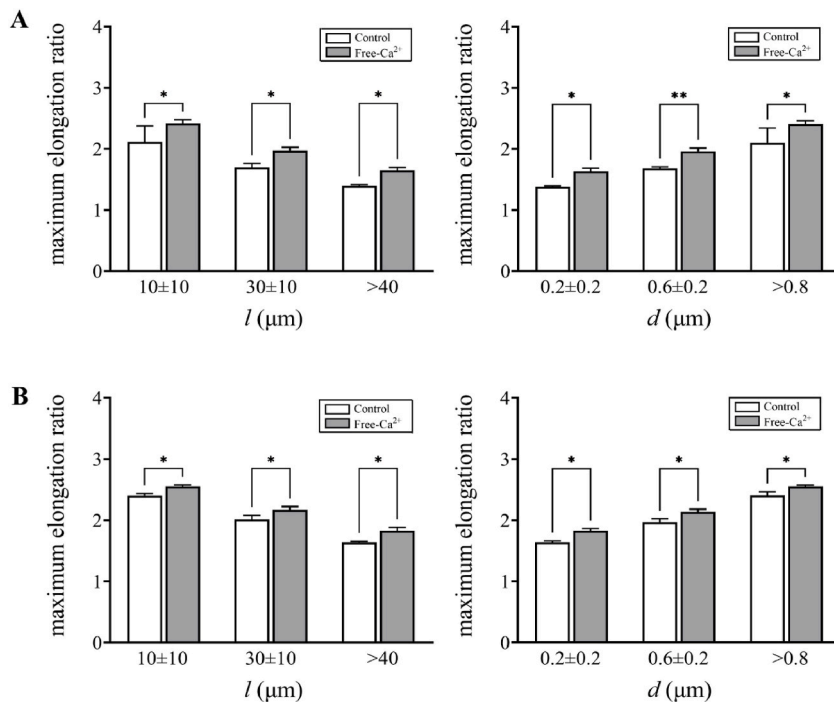 A
maximum elongation ratio
4
3
2
1
0
Control
Free-Ca²⁺
*
*
*
10±10
30±10
>40
l (μm)
maximum elongation ratio
4
3
2
1
0
Control
Free-Ca²⁺
*
**
*
0.2±0.2
0.6±0.2
>0.8
d (μm)
B
maximum elongation ratio
4
3
2
1
0
Control
Free-Ca²⁺
*
*
*
10±10
30±10
>40
l (μm)
maximum elongation ratio
4
3
2
1
0
Control
Free-Ca²⁺
*
*
*
0.2±0.2
0.6±0.2
>0.8
d (μm)